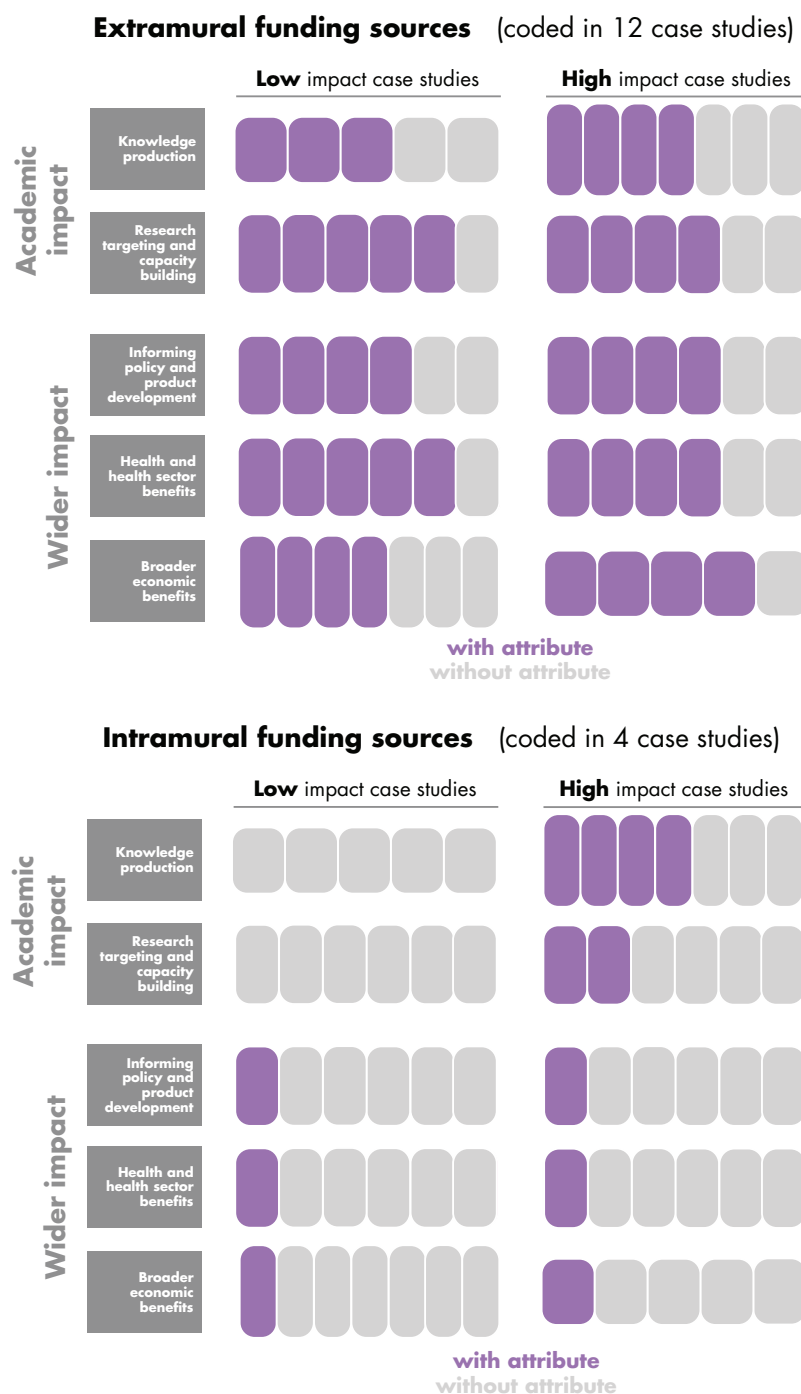 Extramural funding sources (coded in 12 case studies)
Low impact case studies
High impact case studies
Academic
impact
Knowledge
production
Research
targeting and
capacity
building
Wider impact
Informing
policy and
product
development
Health and
health sector
benefits
Broader
economic
benefits
with attribute
without attribute
Intramural funding sources (coded in 4 case studies)
Low impact case studies
High impact case studies
Academic
impact
Knowledge
production
Research
targeting and
capacity
building
Wider impact
Informing
policy and
product
development
Health and
health sector
benefits
Broader
economic
benefits
with attribute
without attribute